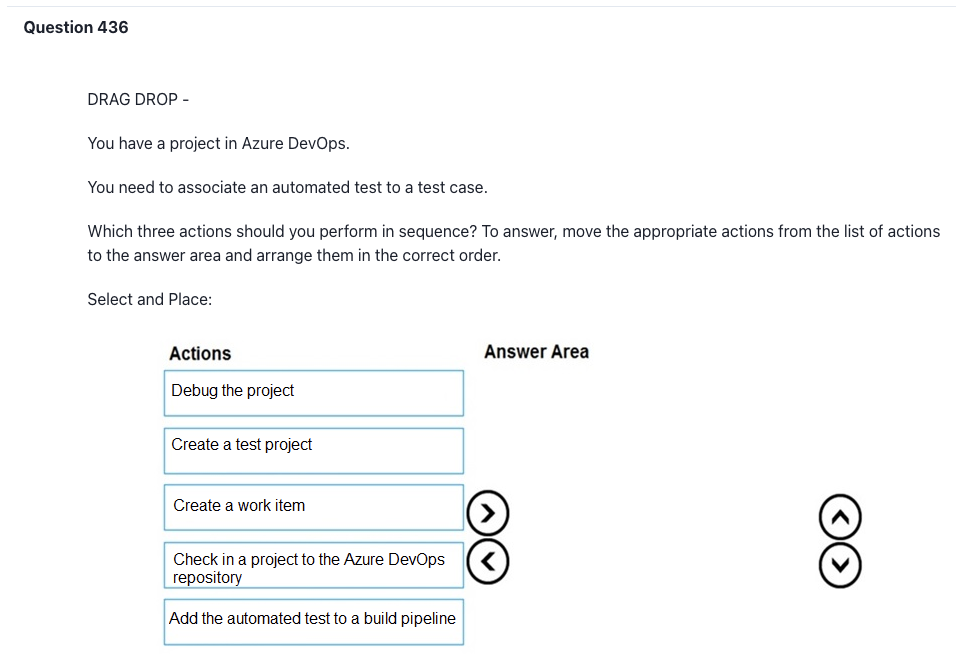 Question 436
DRAG DROP -
You have a project in Azure DevOps.
You need to associate an automated test to a test case.
Which three actions should you perform in sequence? To answer, move the appropriate actions from the list of actions
to the answer area and arrange them in the correct order.
Select and Place:
Actions
Answer Area
Debug the project
Create a test project
Create a work item
Check in a project to the Azure DevOps
repository
Add the automated test to a build pipeline